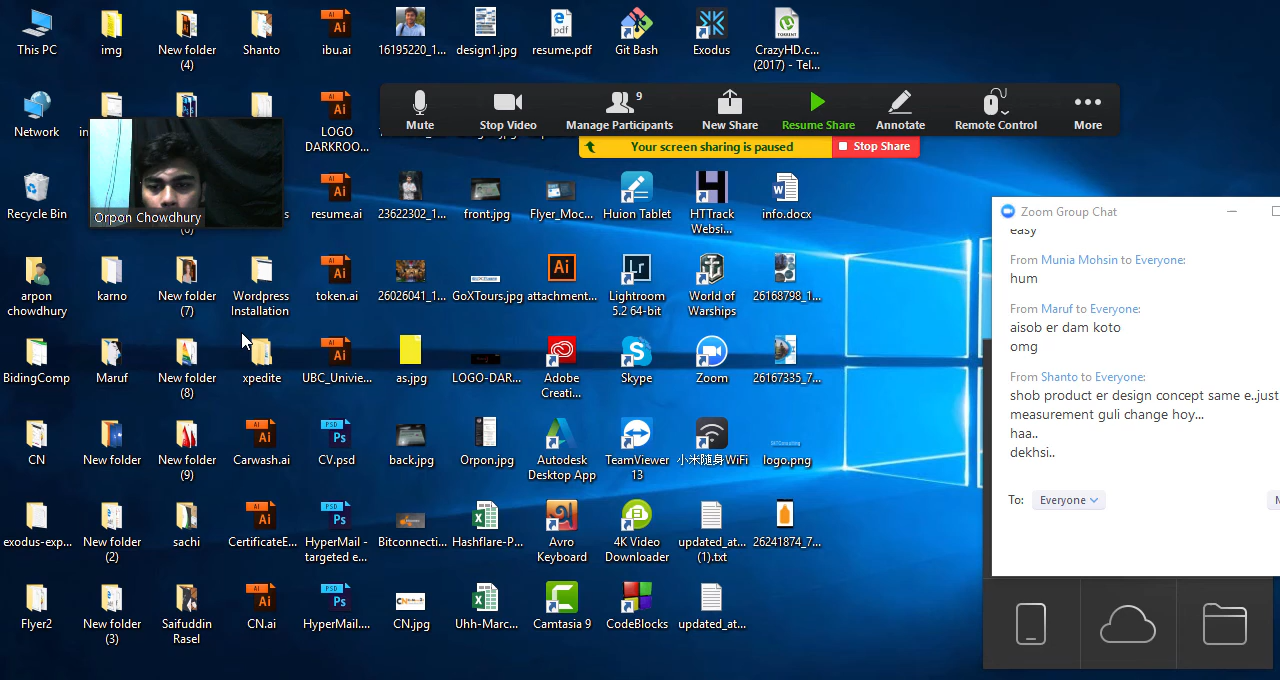 This PC
img
New folder
(4)
Shanto
ibu.ai
16195220_1...
design1.jpg
resume.pdf
Git Bash
Exodus
CrazyHD.c...
(2017) - Tel...
Mute
Stop Video
Manage Participants
9
New Share
Resume Share
Annotate
Remote Control
More
Your screen sharing is paused
Stop Share
Network
LOGO
DARKROO...
Orpon Chowdhury
Recycle Bin
resume.ai
23622302_1...
front.jpg
Flyer_Moc...
Huion Tablet
HTTrack
Websi...
info.docx
arpon
chowdhury
karno
New folder
(7)
Wordpress
Installation
token.ai
26026041_1...
GoXTours.jpg
attachment...
Lightroom
5.2 64-bit
World of
Warships
26168798_1...
BidingComp
Maruf
New folder
(8)
xpedite
UBC_Univie...
as.jpg
LOGO-DAR...
Adobe
Creati...
Skype
Zoom
26167335_7...
CN
New folder
New folder
(9)
Carwash.ai
CV.psd
back.jpg
Orpon.jpg
Autodesk
Desktop App
TeamViewer
13
小米随身WiFi
logo.png
exodus-exp...
New folder
(2)
sachi
CertificateE...
HyperMail -
targeted e...
Bitconnecti...
Hashflare-P...
Avro
Keyboard
4K Video
Downloader
updated_at...
(1).txt
26241874_7...
Flyer2
New folder
(3)
Saifuddin
Rasel
CN.ai
HyperMail....
CN.jpg
Uhh-Marc...
Camtasia 9
CodeBlocks
updated_at...
Zoom Group Chat
easy
From Munia Mohsin to Everyone:
hum
From Maruf to Everyone:
aisob er dam koto
omg
From Shanto to Everyone:
shob product er design concept same e..just
measurement guli change hoy...
haa..
dekhsi..
To: Everyone